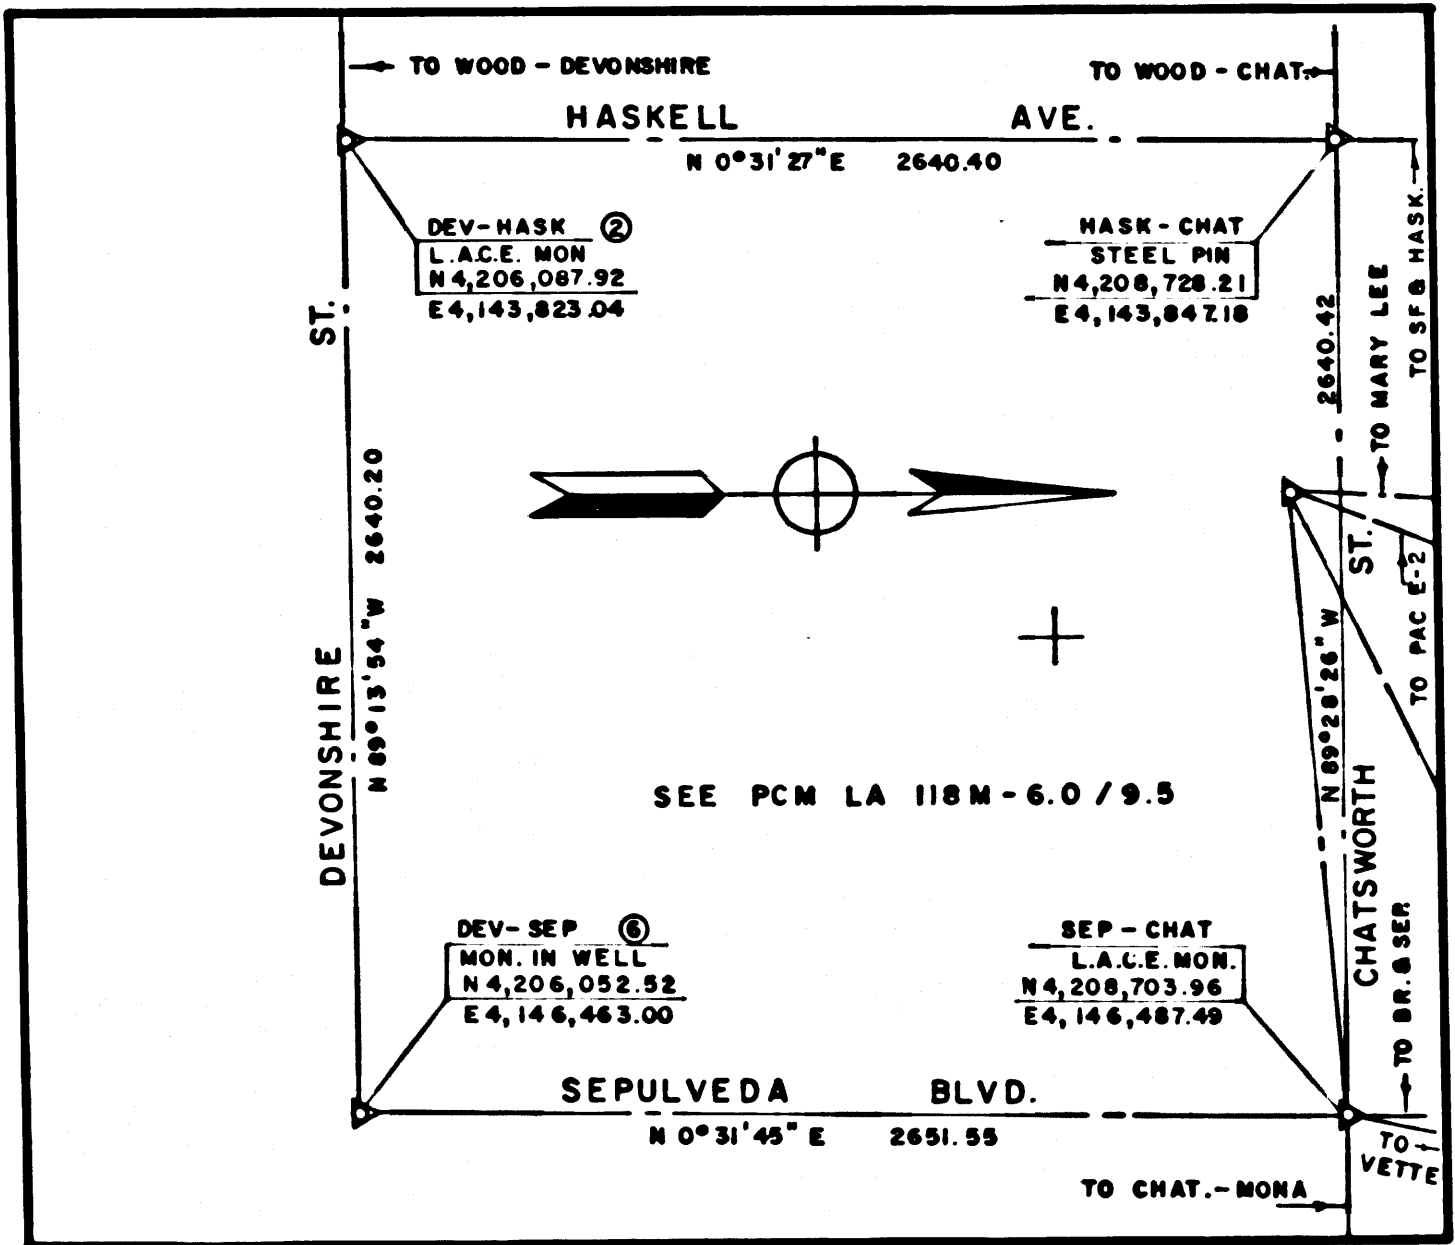 TO WOOD - DEVONSHIRE
TO WOOD - CHAT.
HASKELL AVE.
N 0°31'27"E 2640.40
DEV-HASK ②
L.A.C.E. MON
N 4,206,087.92
E 4,143,823.04
HASK-CHAT
STEEL PIN
N 4,208,728.21
E 4,143,847.18
DEVONSHIRE ST.
N 89°13'54"W 2640.20
N 89°28'26"W 2640.42
CHATSWORTH ST.
TO MARY LEE
TO SF & HASK.
TO PAC E-2
SEE PCM LA 118M-6.0/9.5
DEV-SEP ⑥
MON. IN WELL
N 4,206,052.52
E 4,146,463.00
SEP-CHAT
L.A.C.E. MON.
N 4,208,703.96
E 4,146,487.49
TO BR. & SEP.
SEPULVEDA BLVD.
N 0°31'45"E 2651.55
TO
VETTE
TO CHAT.-MONA